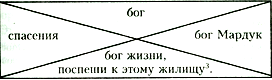 бог
спасения бог Мардук
бог жизни,
поспеши к этому жилищу³.